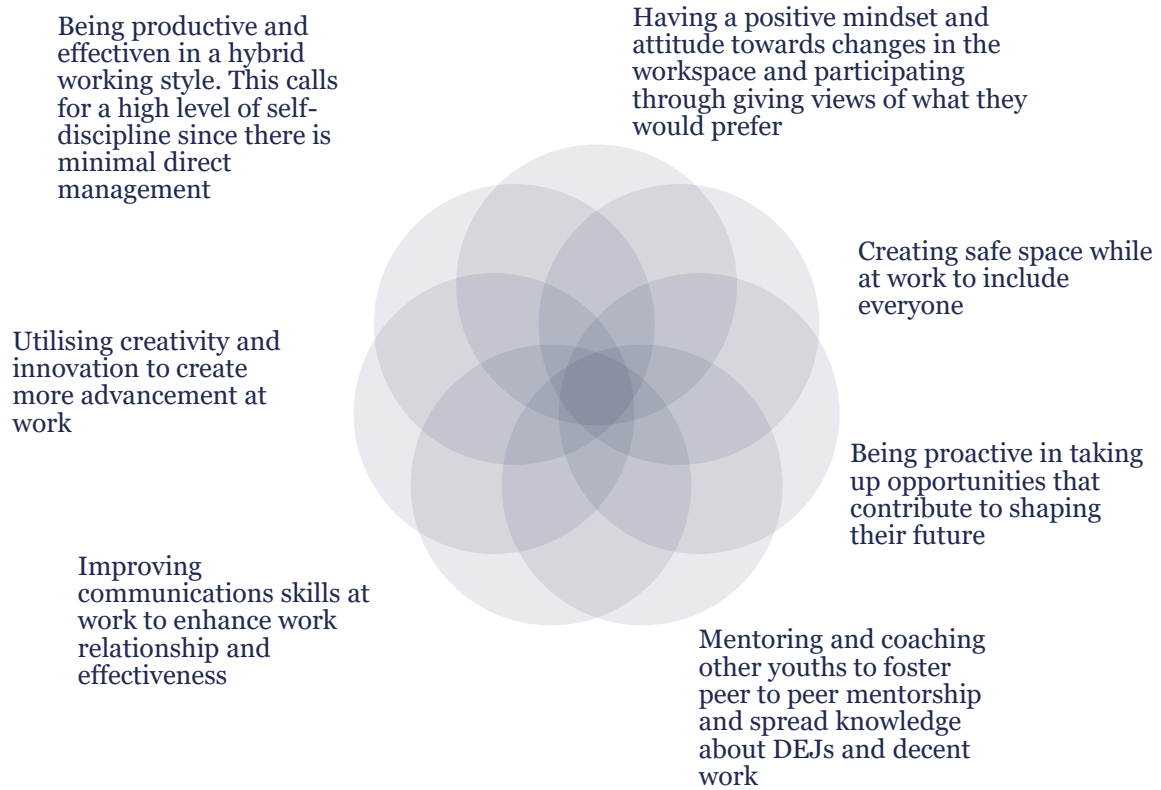 Being productive and
effectiven in a hybrid
working style. This calls
for a high level of self-
discipline since there is
minimal direct
management
Having a positive mindset and
attitude towards changes in the
workspace and participating
through giving views of what they
would prefer
Creating safe space while
at work to include
everyone
Utilising creativity and
innovation to create
more advancement at
work
Being proactive in taking
up opportunities that
contribute to shaping
their future
Improving
communications skills at
work to enhance work
relationship and
effectiveness
Mentoring and coaching
other youths to foster
peer to peer mentorship
and spread knowledge
about DEJs and decent
work